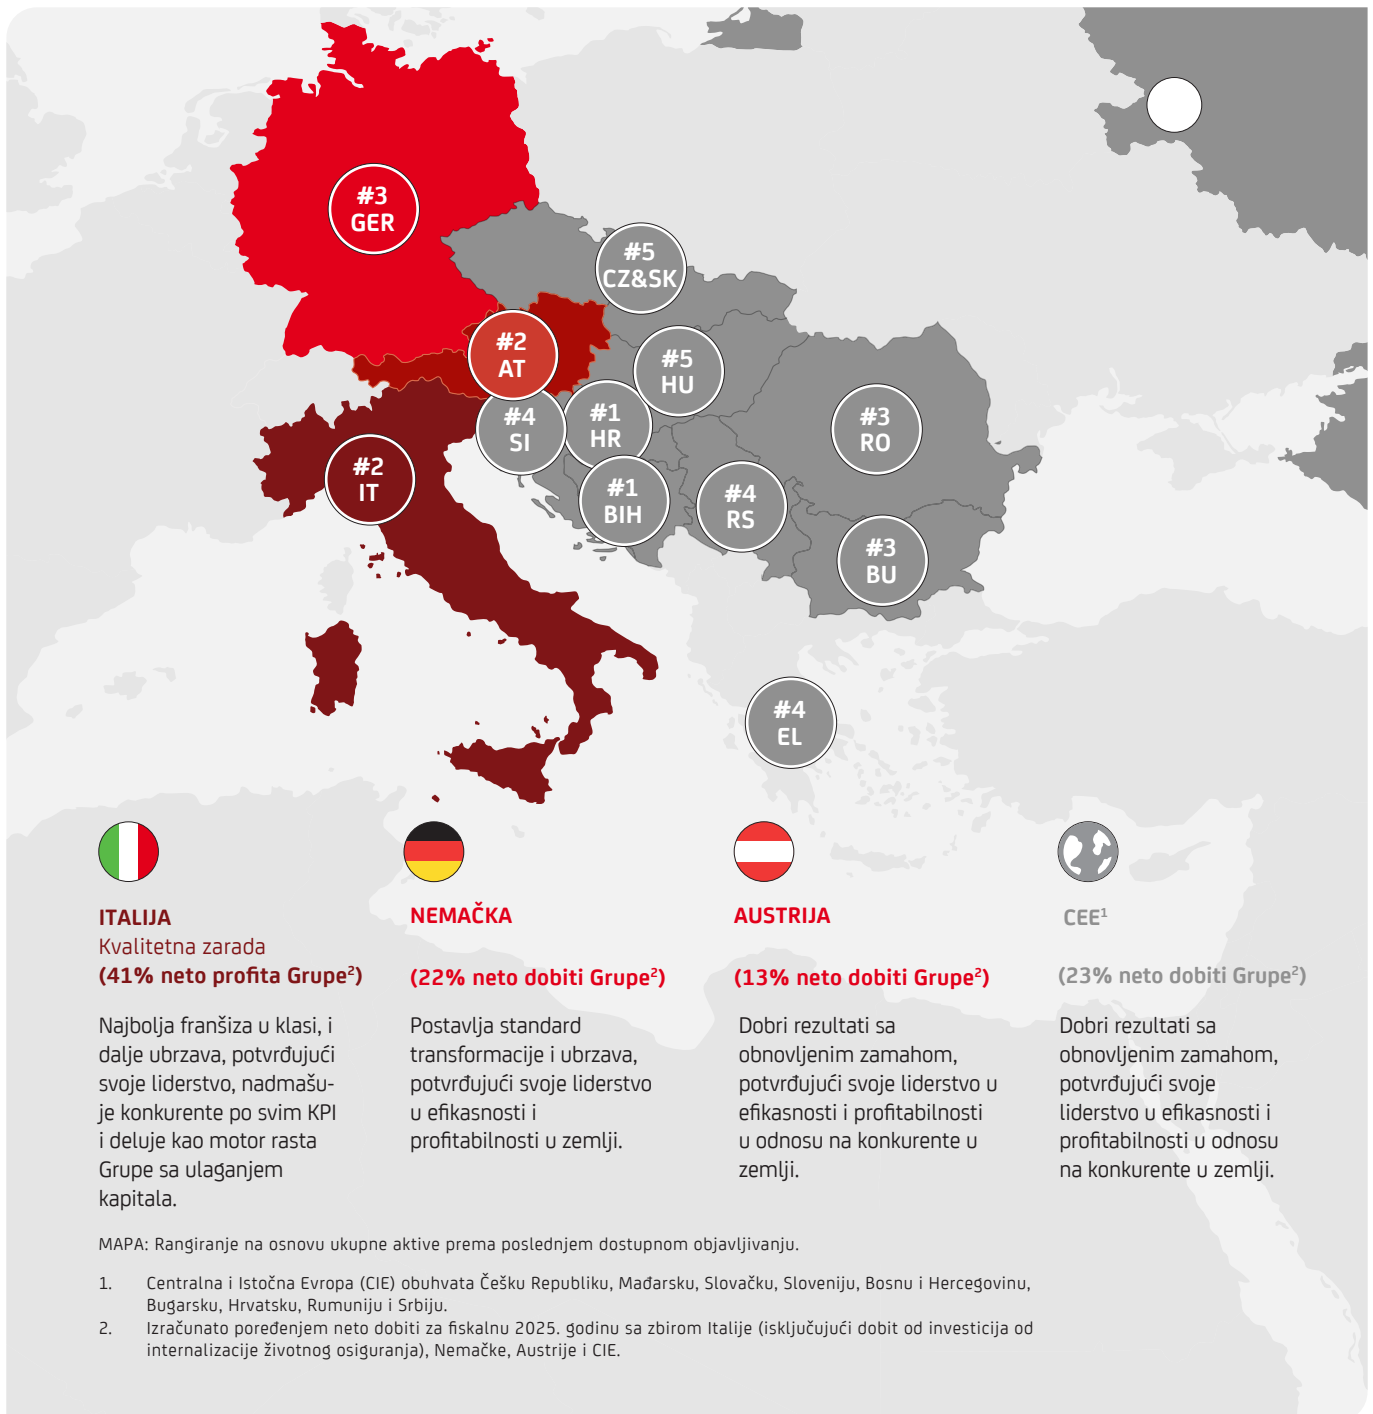 #3
GER
#5
CZ&SK
#2
AT
#5
HU
#4
SI
#1
HR
#3
RO
#2
IT
#1
BIH
#4
RS
#3
BU
#4
EL
ITALIJA
Kvalitetna zarada
(41% neto profita Grupe²)
Najbolja franšiza u klasi, i
dalje ubrzava, potvrđujući
svoje liderstvo, nadmašu-
je konkurente po svim KPI
i deluje kao motor rasta
Grupe sa ulaganjem
kapitala.
NEMAČKA
(22% neto dobiti Grupe²)
Postavlja standard
transformacije i ubrzava,
potvrđujući svoje liderstvo
u efikasnosti i
profitabilnosti u zemlji.
AUSTRIJA
(13% neto dobiti Grupe²)
Dobri rezultati sa
obnovljenim zamahom,
potvrđujući svoje liderstvo u
efikasnosti i profitabilnosti
u odnosu na konkurente u
zemlji.
CEE¹
(23% neto dobiti Grupe²)
Dobri rezultati sa
obnovljenim zamahom,
potvrđujući svoje
liderstvo u efikasnosti i
profitabilnosti u odnosu
na konkurente u zemlji.
MAPA: Rangiranje na osnovu ukupne aktive prema poslednjem dostupnom objavljivanju.
1. Centralna i Istočna Evropa (CIE) obuhvata Češku Republiku, Mađarsku, Slovačku, Sloveniju, Bosnu i Hercegovinu,
Bugarsku, Hrvatsku, Rumuniju i Srbiju.
2. Izračunato poređenjem neto dobiti za fiskalnu 2025. godinu sa zbirom Italije (isključujući dobit od investicija od
internalizacije životnog osiguranja), Nemačke, Austrije i CIE.